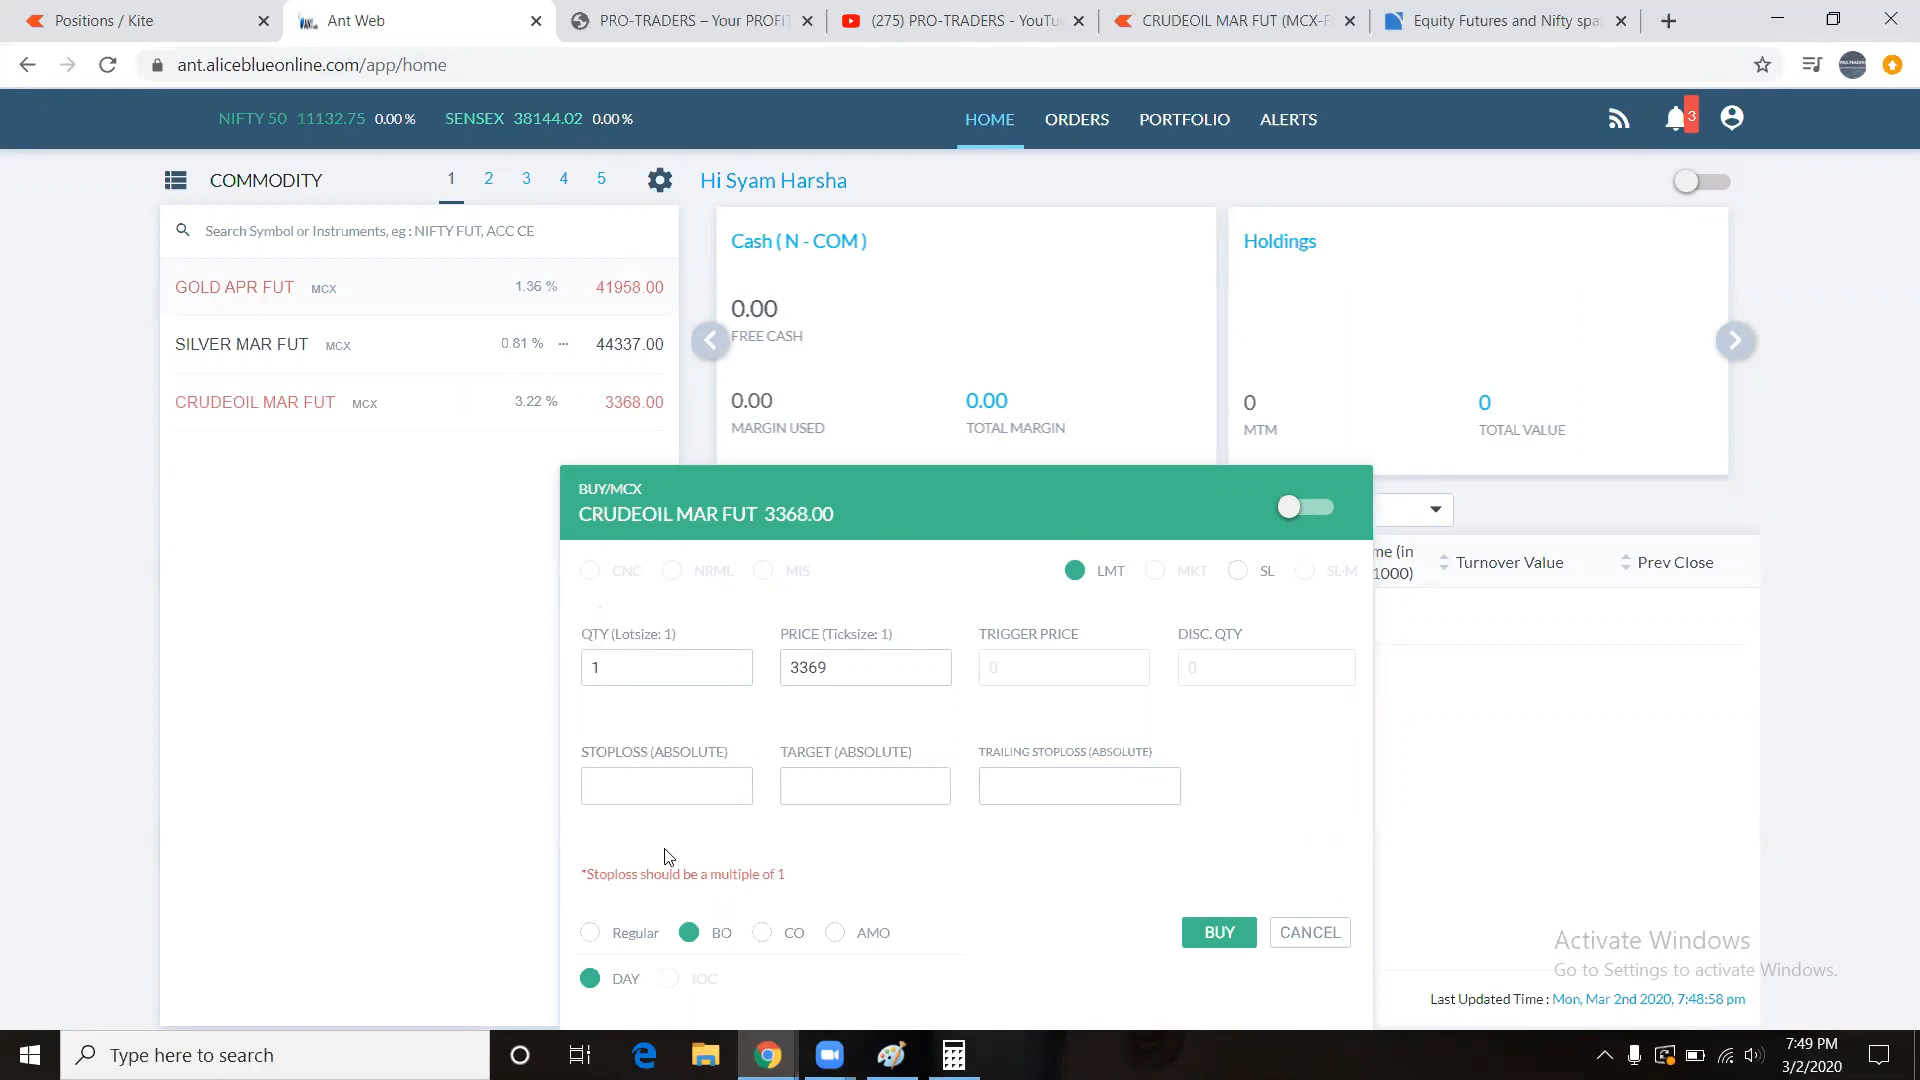 Positions / Kite
Ant Web
PRO-TRADERS – Your PROFIT
(275) PRO-TRADERS - YouTu
CRUDEOIL MAR FUT (MCX-F
Equity Futures and Nifty spa
ant.aliceblueonline.com/app/home
NIFTY 50 11132.75 0.00 % SENSEX 38144.02 0.00 %
HOME ORDERS PORTFOLIO ALERTS
3
COMMODITY 1 2 3 4 5
Hi Syam Harsha
Search Symbol or Instruments, eg : NIFTY FUT, ACC CE
GOLD APR FUT MCX 1.36 % 41958.00
SILVER MAR FUT MCX 0.81 % ... 44337.00
CRUDEOIL MAR FUT MCX 3.22 % 3368.00
Cash ( N - COM )
0.00
FREE CASH
0.00 0.00
MARGIN USED TOTAL MARGIN
Holdings
0 0
MTM TOTAL VALUE
BUY/MCX
CRUDEOIL MAR FUT 3368.00
CNC NRML MIS LMT MKT SL SL-M
QTY (Lotsize: 1) PRICE (Ticksize: 1) TRIGGER PRICE DISC. QTY
1 3369 0 0
STOPLOSS (ABSOLUTE) TARGET (ABSOLUTE) TRAILING STOPLOSS (ABSOLUTE)
*Stoploss should be a multiple of 1
Regular BO CO AMO BUY CANCEL
DAY IOC
me (in
1000)
Turnover Value Prev Close
Activate Windows
Go to Settings to activate Windows.
Last Updated Time : Mon, Mar 2nd 2020, 7:48:58 pm
Type here to search
7:49 PM
3/2/2020